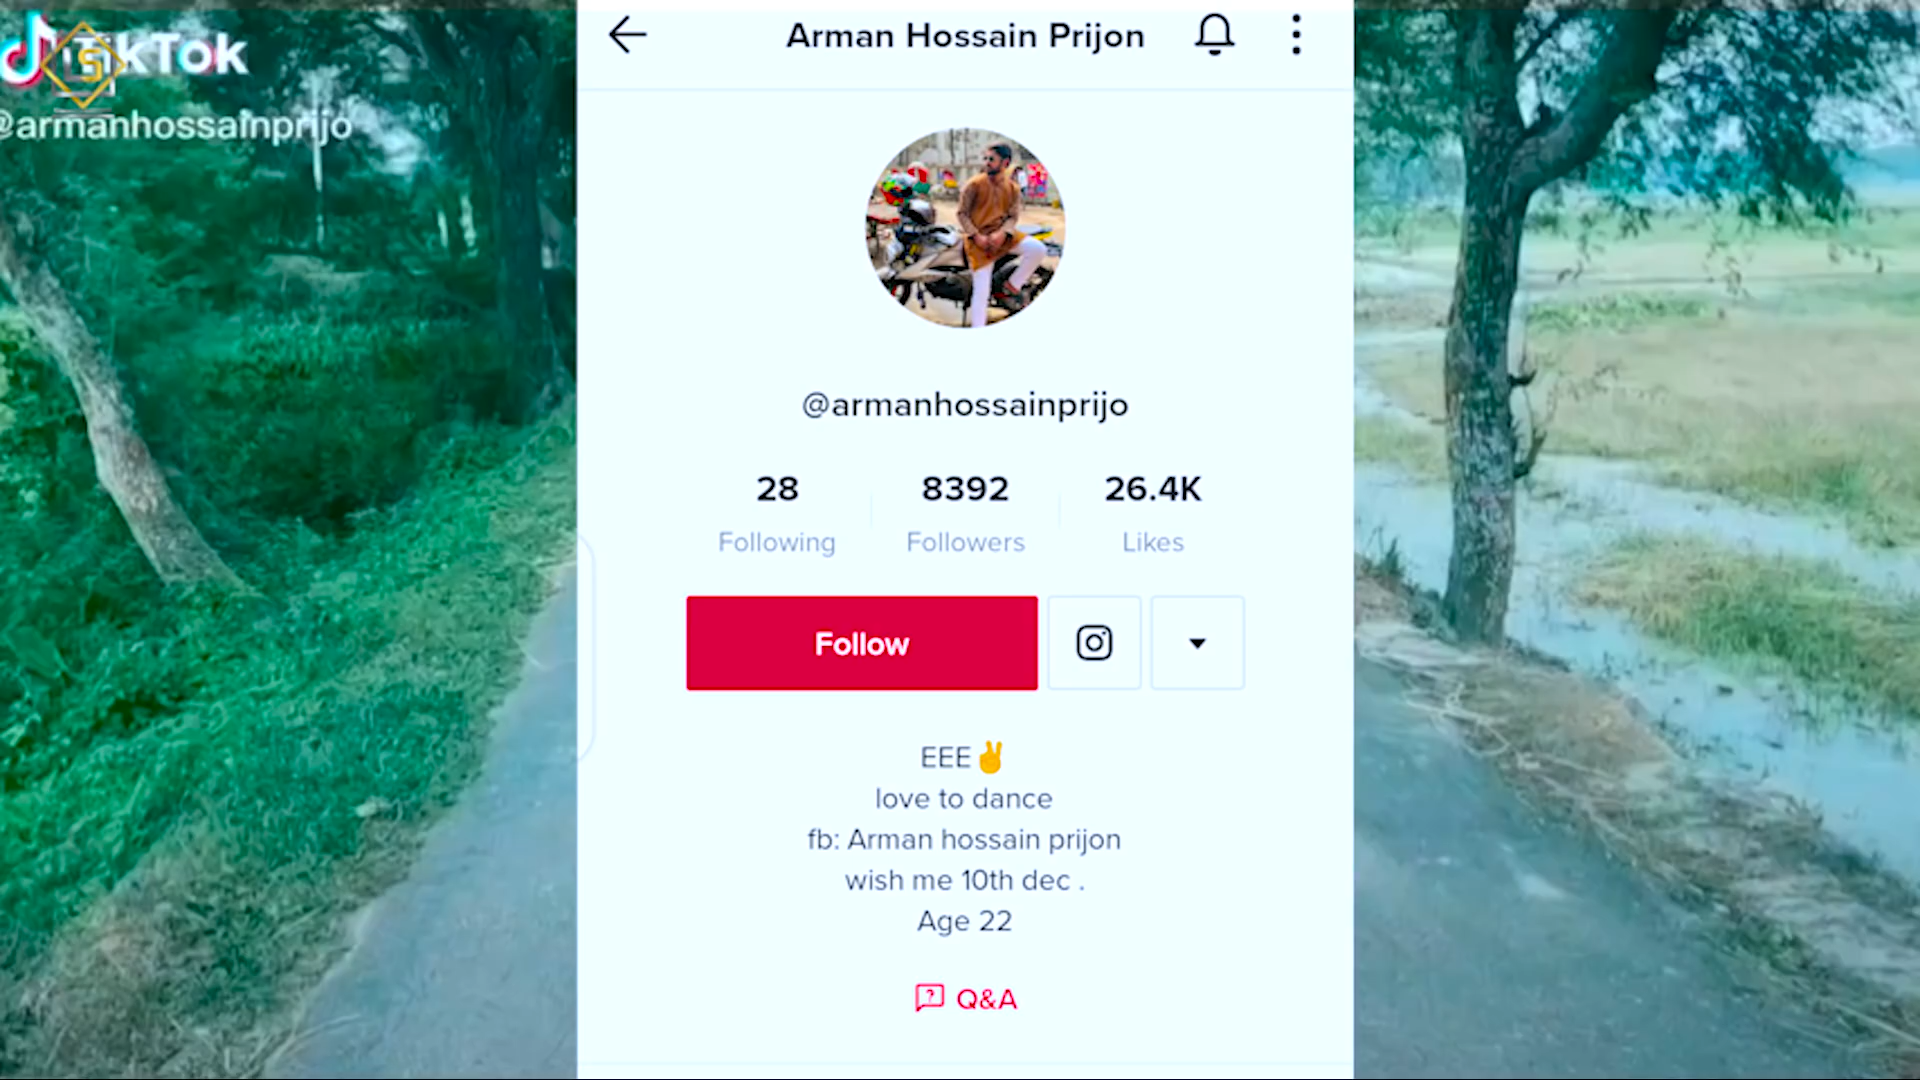 TikTok
@armanhossainprijo
Arman Hossain Prijon
@armanhossainprijo
28 8392 26.4K
Following Followers Likes
Follow
EEE✌
love to dance
fb: Arman hossain prijon
wish me 10th dec .
Age 22
Q&A